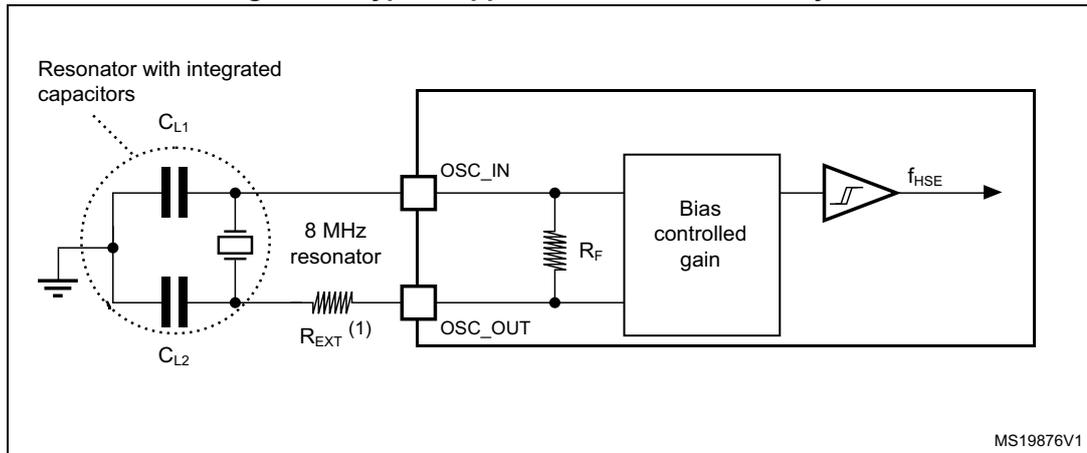 Resonator with integrated
capacitors
CL1
OSC_IN
fHSE
8 MHz
resonator
RF
Bias
controlled
gain
REXT (1)
OSC_OUT
CL2
MS19876V1